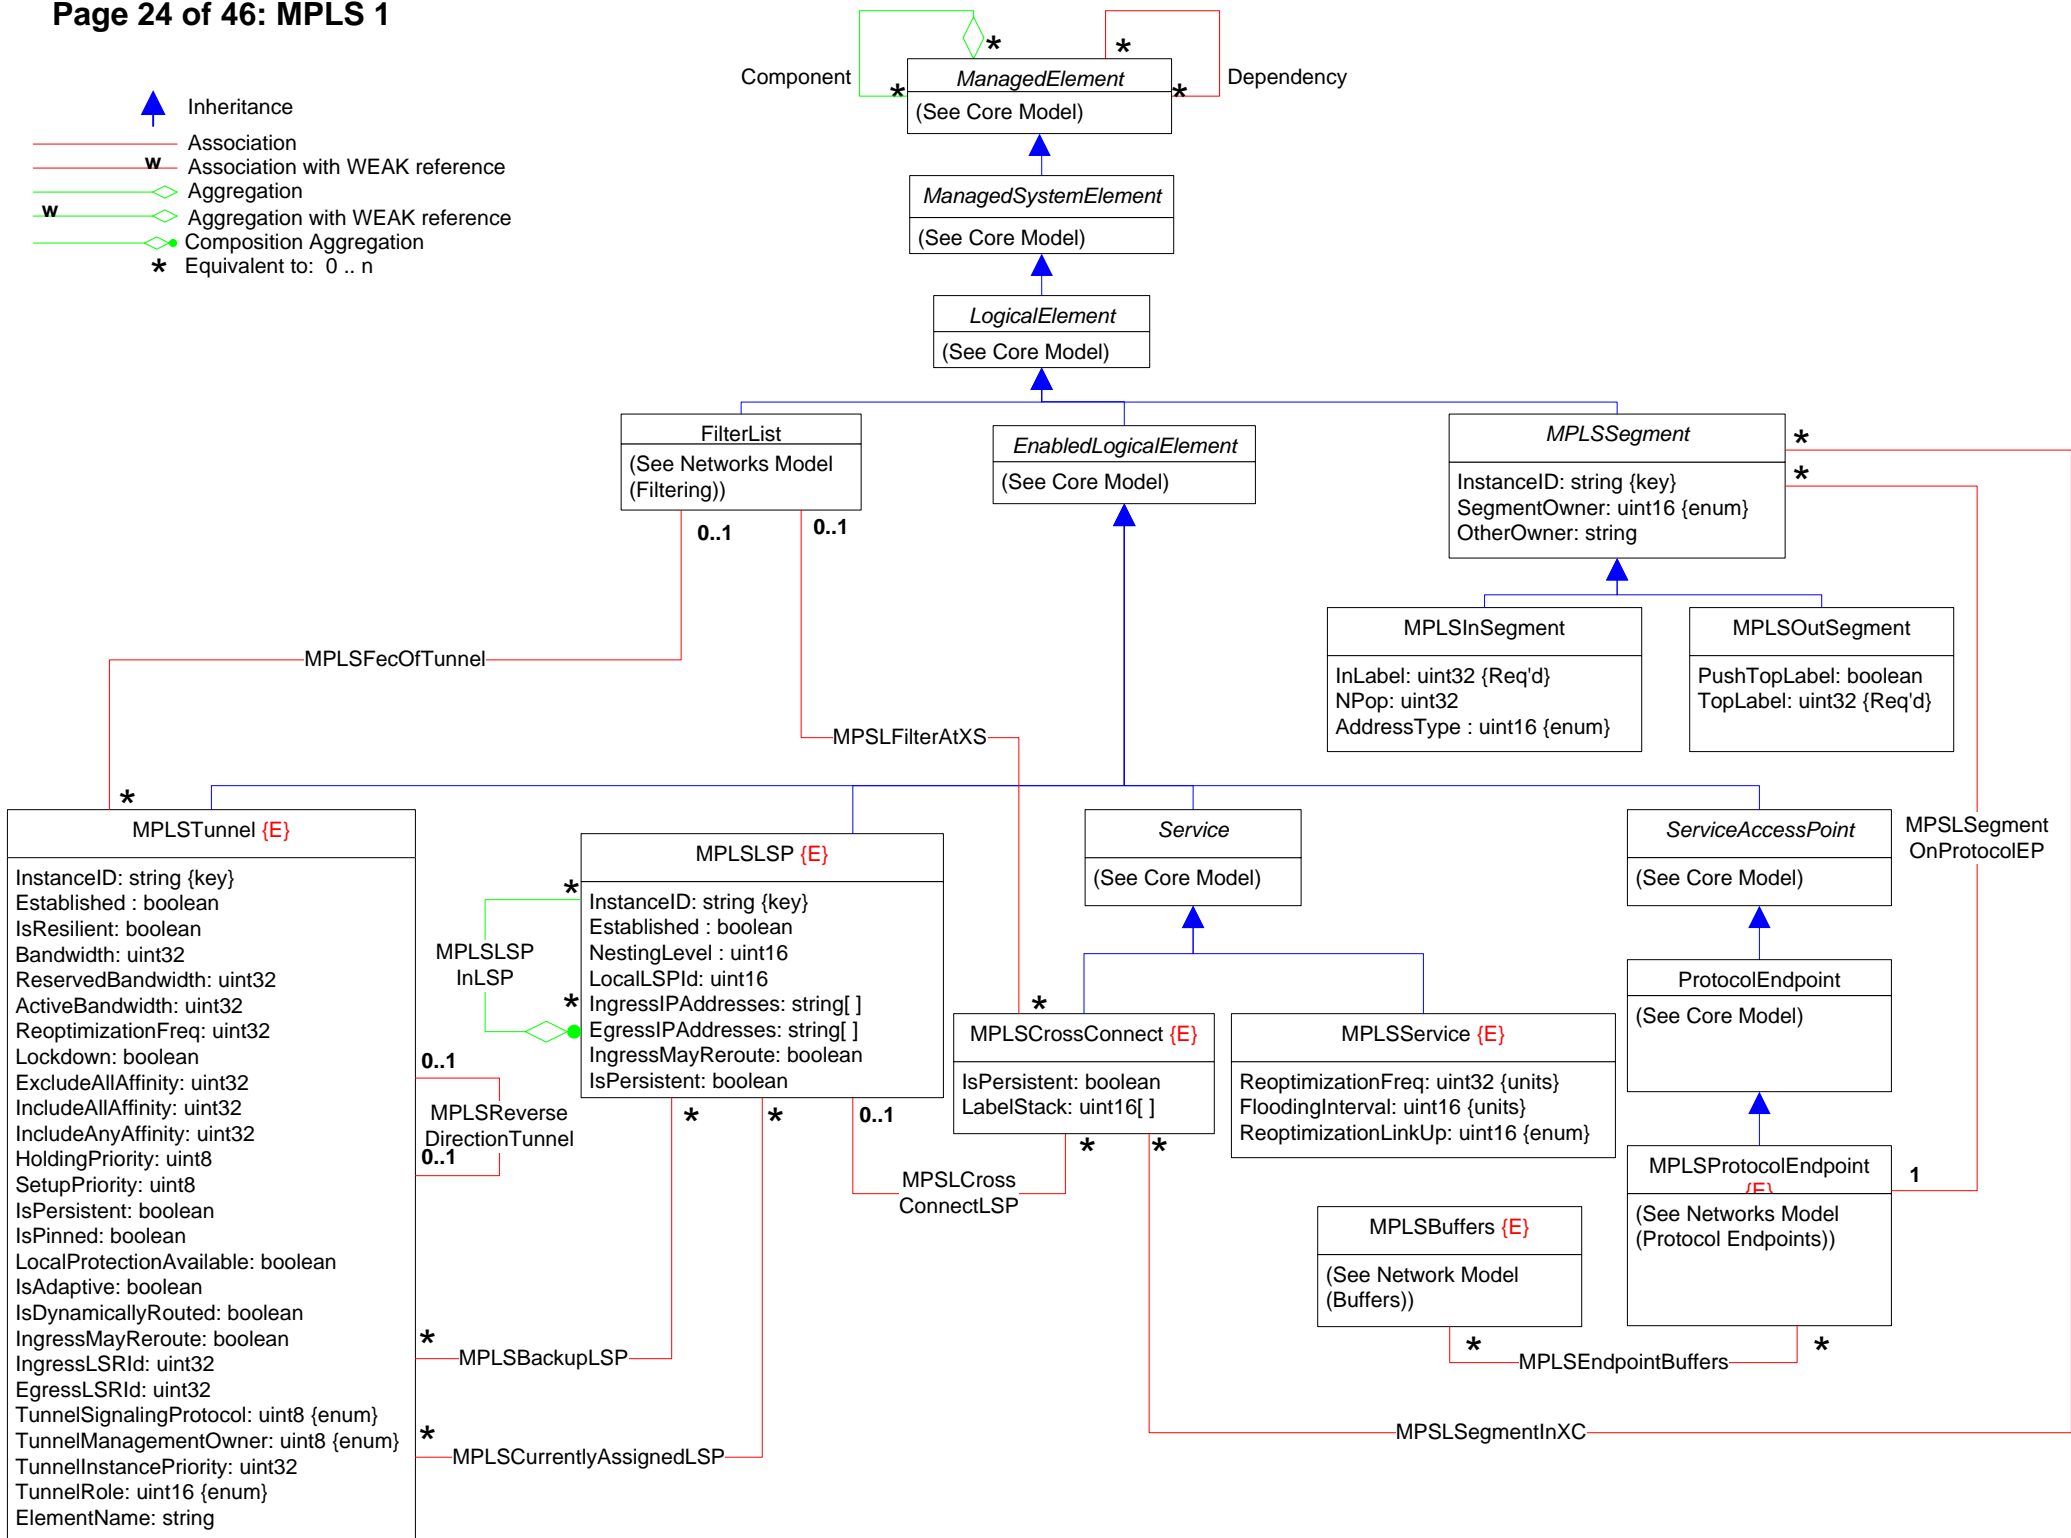 Page 24 of 46: MPLS 1
Inheritance
Association
w
Association with WEAK reference
Aggregation
w
Aggregation with WEAK reference
Composition Aggregation
* Equivalent to: 0 .. n
Component
*
*
*
*
Dependency
ManagedElement
(See Core Model)
ManagedSystemElement
(See Core Model)
LogicalElement
(See Core Model)
FilterList
(See Networks Model
(Filtering))
0..1
0..1
EnabledLogicalElement
(See Core Model)
MPLSSegment
InstanceID: string {key}
SegmentOwner: uint16 {enum}
OtherOwner: string
*
*
MPLSInSegment
InLabel: uint32 {Req'd}
NPop: uint32
AddressType : uint16 {enum}
MPLSOutSegment
PushTopLabel: boolean
TopLabel: uint32 {Req'd}
MPLSFecOfTunnel
MPSLFilterAtXS
*
MPLSTunnel {E}
InstanceID: string {key}
Established : boolean
IsResilient: boolean
Bandwidth: uint32
ReservedBandwidth: uint32
ActiveBandwidth: uint32
ReoptimizationFreq: uint32
Lockdown: boolean
ExcludeAllAffinity: uint32
IncludeAllAffinity: uint32
IncludeAnyAffinity: uint32
HoldingPriority: uint8
SetupPriority: uint8
IsPersistent: boolean
IsPinned: boolean
LocalProtectionAvailable: boolean
IsAdaptive: boolean
IsDynamicallyRouted: boolean
IngressMayReroute: boolean
IngressLSRId: uint32
EgressLSRId: uint32
TunnelSignalingProtocol: uint8 {enum}
TunnelManagementOwner: uint8 {enum}
TunnelInstancePriority: uint32
TunnelRole: uint16 {enum}
ElementName: string
0..1
MPLSReverse
DirectionTunnel
0..1
*
MPLSBackupLSP
*
MPLSCurrentlyAssignedLSP
MPLSLSP {E}
InstanceID: string {key}
Established : boolean
NestingLevel : uint16
LocalLSPId: uint16
IngressIPAddresses: string[ ]
EgressIPAddresses: string[ ]
IngressMayReroute: boolean
IsPersistent: boolean
*
MPLSLSP
InLSP
*
*
*
0..1
MPSLCross
ConnectLSP
Service
(See Core Model)
*
MPLSCrossConnect {E}
IsPersistent: boolean
LabelStack: uint16[ ]
*
*
MPLSService {E}
ReoptimizationFreq: uint32 {units}
FloodingInterval: uint16 {units}
ReoptimizationLinkUp: uint16 {enum}
ServiceAccessPoint
(See Core Model)
MPSLSegment
OnProtocolEP
ProtocolEndpoint
(See Core Model)
MPLSProtocolEndpoint
{E}
(See Networks Model
(Protocol Endpoints))
1
MPLSBuffers {E}
(See Network Model
(Buffers))
*
MPLSEndpointBuffers
*
MPSLSegmentInXC